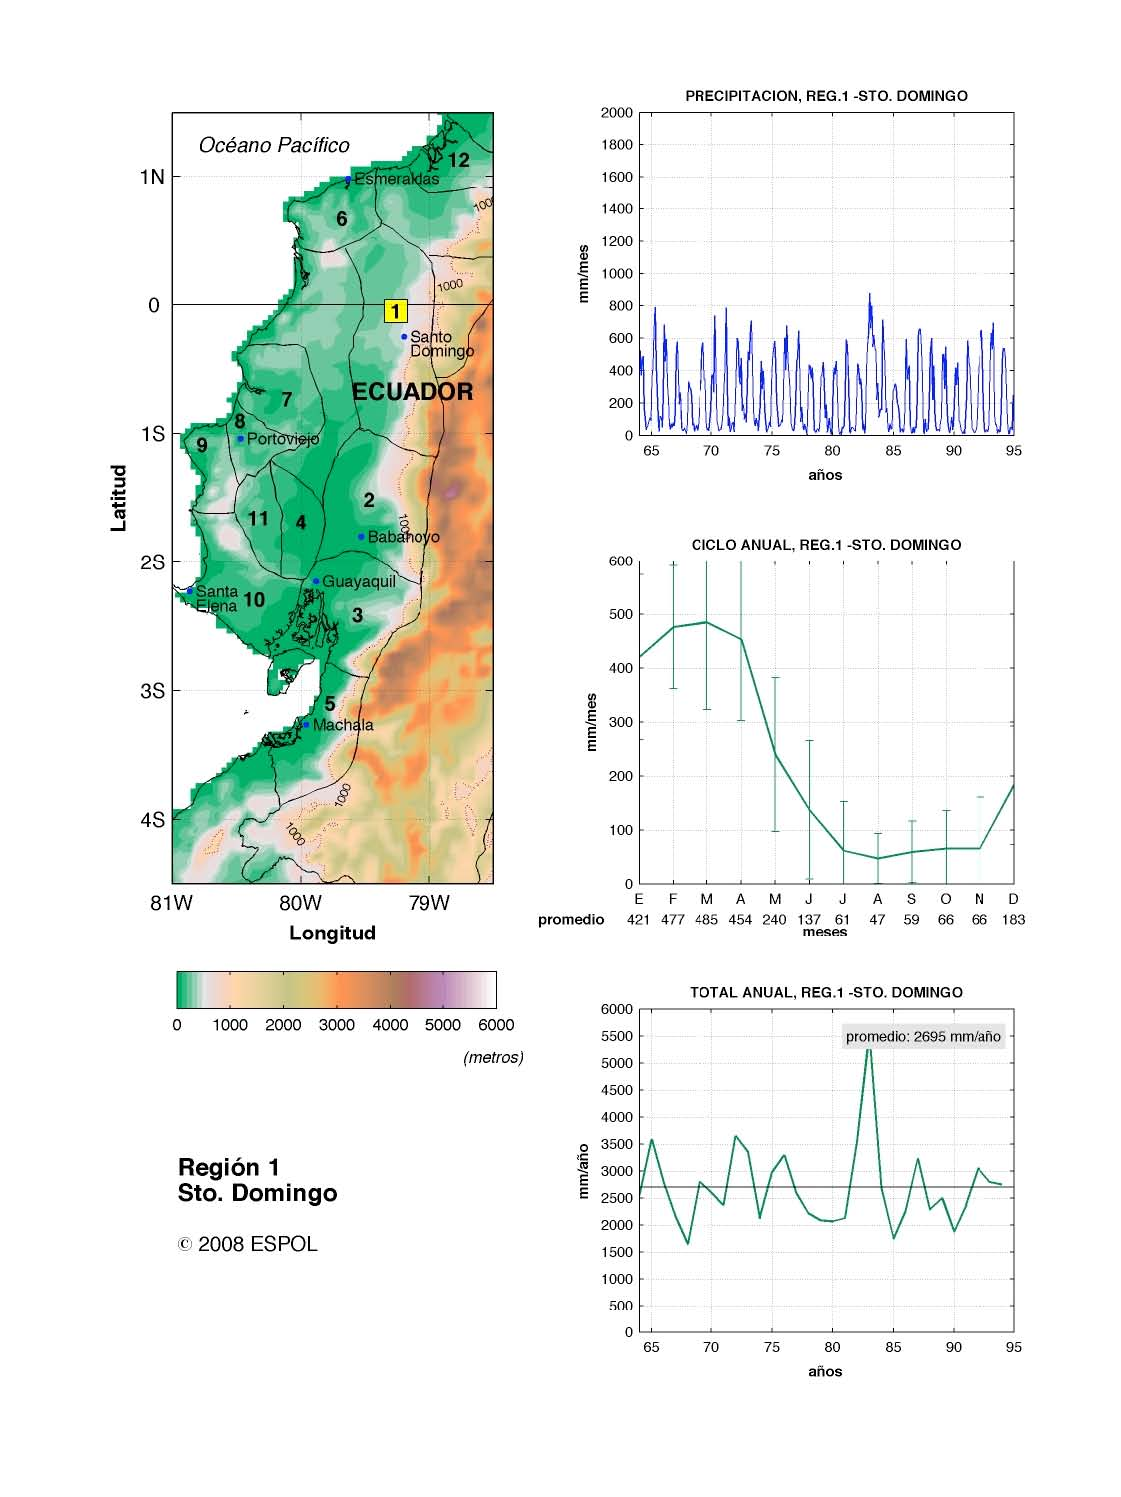 Océano Pacífico
12
1N
Esmeraldas
6
1000
1000
0
1
Santo
Domingo
ECUADOR
7
8
1S
Portoviejo
9
2
11
4
1000
Babahoyo
2S
Guayaquil
Santa
Elena
10
3
3S
5
Machala
1000
4S
1000
81W
80W
79W
Latitud
Longitud
0
1000
2000
3000
4000
5000
6000
(metros)
Región 1
Sto. Domingo
© 2008 ESPOL
PRECIPITACION, REG.1 -STO. DOMINGO
2000
1800
1600
1400
1200
1000
800
600
400
200
0
mm/mes
65 70 75 80 85 90 95
años
CICLO ANUAL, REG.1 -STO. DOMINGO
600
500
400
300
200
100
0
mm/mes
E F M A M J J A S O N D
promedio 421 477 485 454 240 137 61 47 59 66 66 183
meses
TOTAL ANUAL, REG.1 -STO. DOMINGO
6000
5500
5000
4500
4000
3500
3000
2500
2000
1500
1000
500
0
promedio: 2695 mm/año
mm/año
65 70 75 80 85 90 95
años